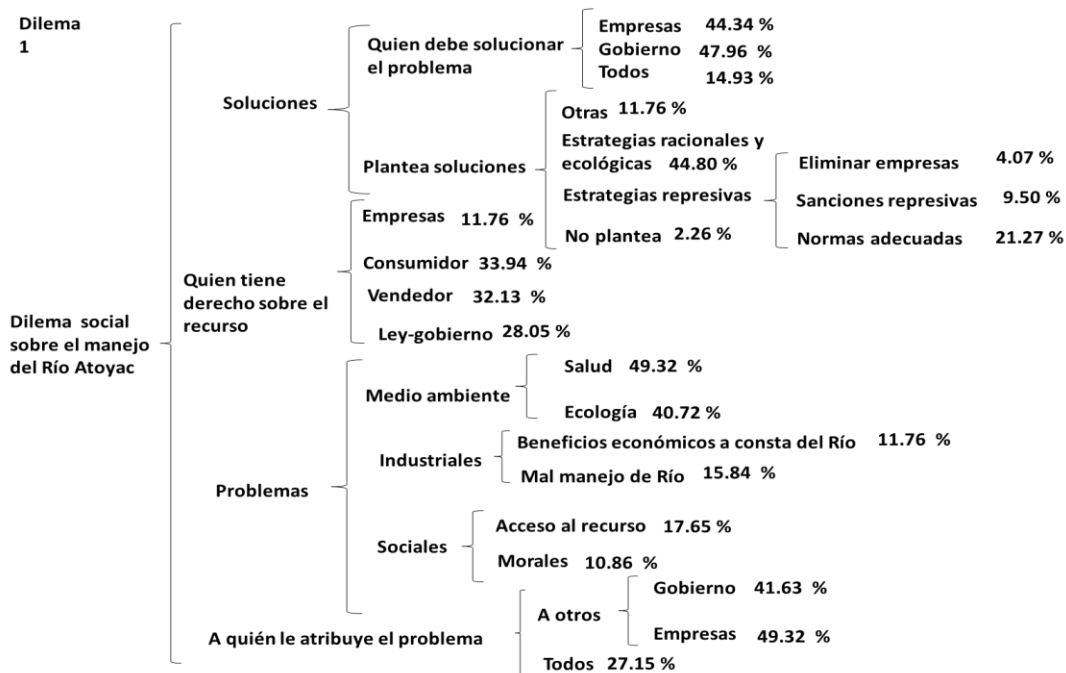 Dilema
1
Dilema social
sobre el manejo
del Río Atoyac
Soluciones
Quien debe solucionar
el problema
Empresas 44.34 %
Gobierno 47.96 %
Todos 14.93 %
Plantea soluciones
Otras 11.76 %
Estrategias racionales y
ecológicas 44.80 %
Estrategias represivas
Eliminar empresas 4.07 %
Sanciones represivas 9.50 %
Normas adecuadas 21.27 %
No plantea 2.26 %
Quien tiene
derecho sobre el
recurso
Empresas 11.76 %
Consumidor 33.94 %
Vendedor 32.13 %
Ley-gobierno 28.05 %
Problemas
Medio ambiente
Salud 49.32 %
Ecología 40.72 %
Industriales
Beneficios económicos a consta del Río 11.76 %
Mal manejo de Río 15.84 %
Sociales
Acceso al recurso 17.65 %
Morales 10.86 %
A quién le atribuye el problema
A otros
Gobierno 41.63 %
Empresas 49.32 %
Todos 27.15 %